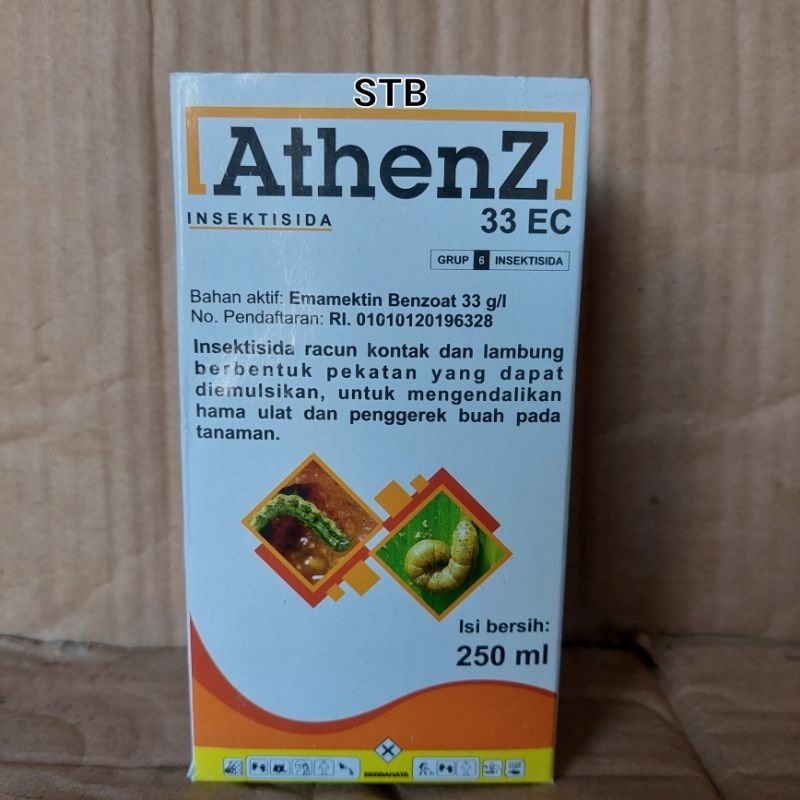 STB
AthenZ
INSEKTISIDA
33 EC
GRUP 6 INSEKTISIDA
Bahan aktif: Emamektin Benzoat 33 g/l
No. Pendaftaran: RI. 01010120196328
Insektisida racun kontak dan lambung
berbentuk pekatan yang dapat
diemulsikan, untuk mengendalikan
hama ulat dan penggerek buah pada
tanaman.
Isi bersih:
250 ml
BERBAHAYA